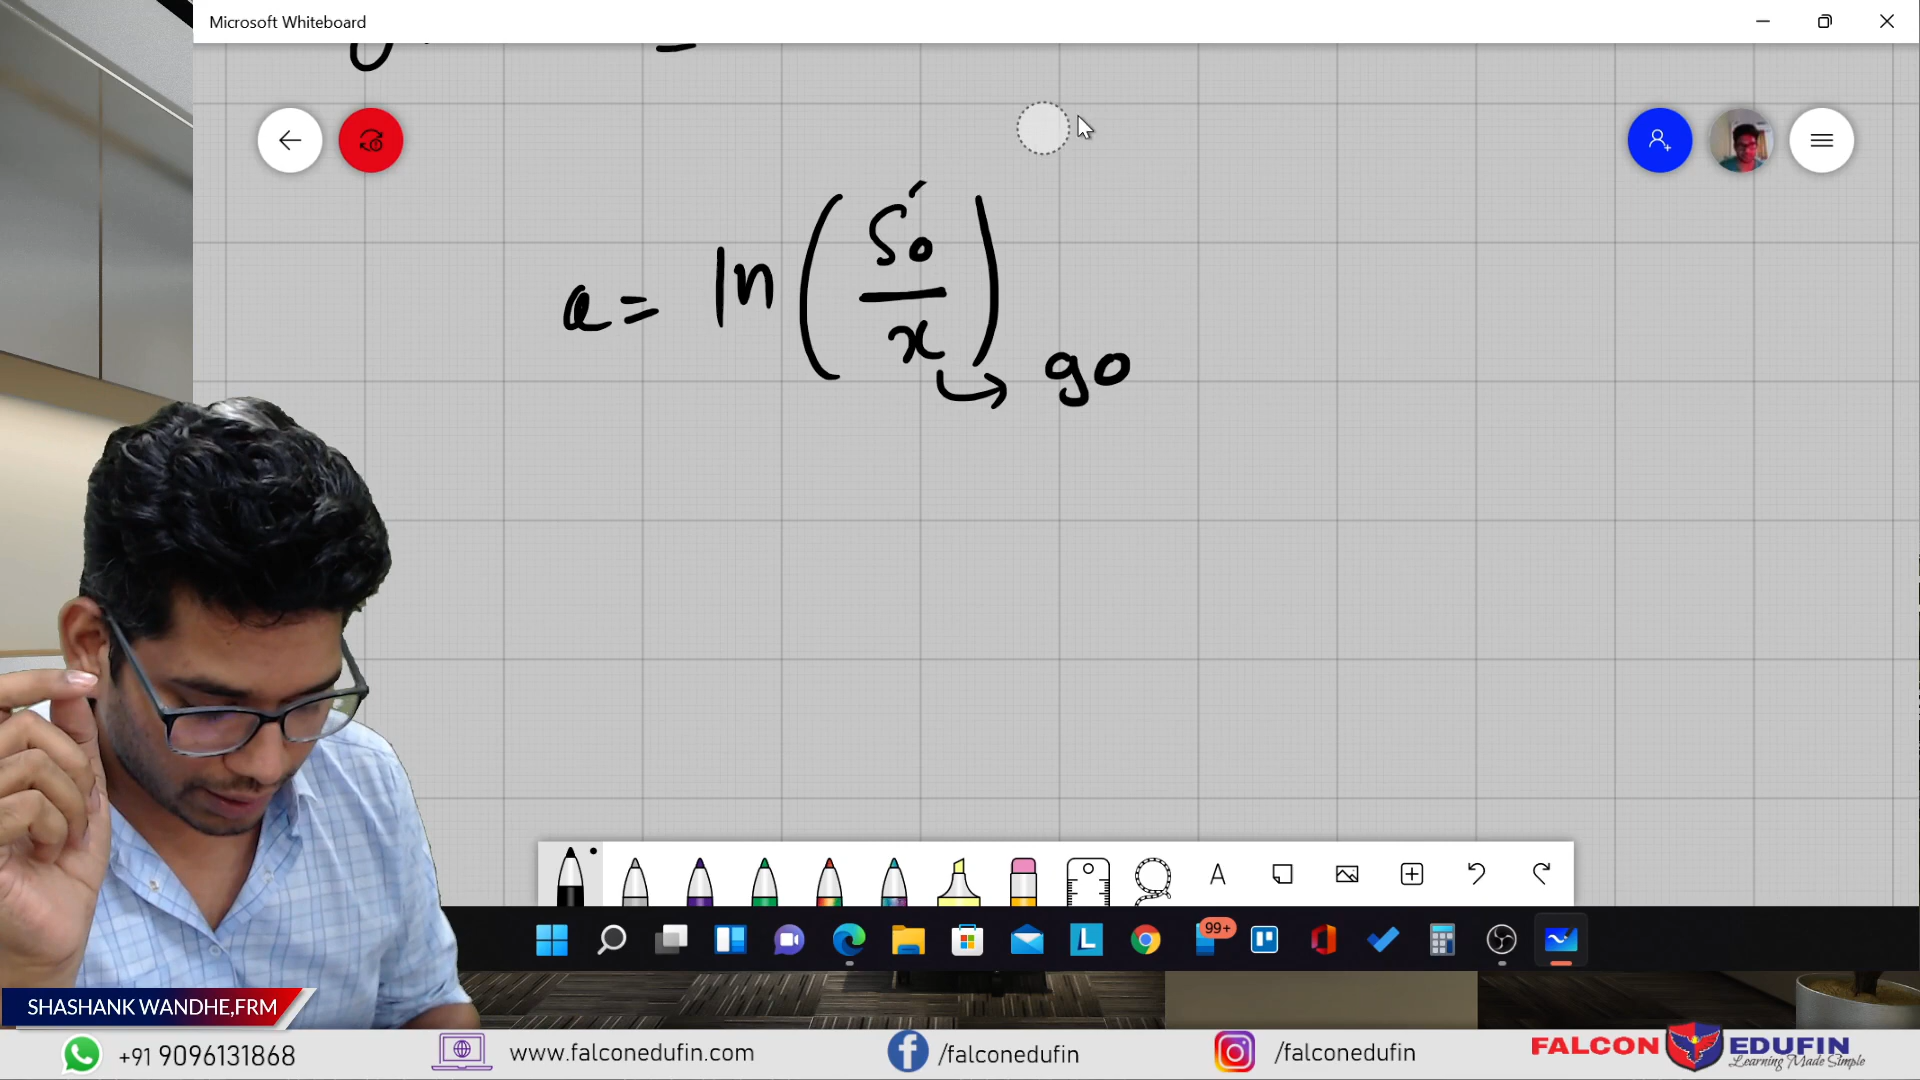 Microsoft Whiteboard
a = ln ( S₀' / x )
90
A
99+
L
SHASHANK WANDHE,FRM
+91 9096131868
www.falconedufin.com
/falconedufin
/falconedufin
FALCON EDUFIN
Learning Made Simple